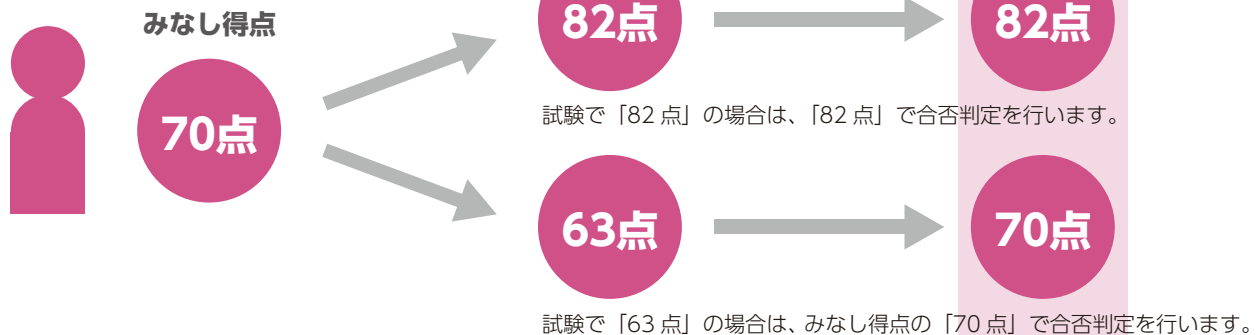 みなし得点
70点
82点
82点
試験で「82 点」の場合は、「82 点」で合否判定を行います。
63点
70点
試験で「63 点」の場合は、みなし得点の「70 点」で合否判定を行います。